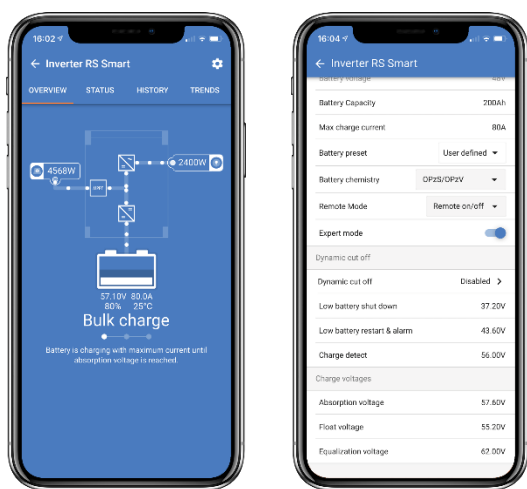 16:02
← Inverter RS Smart
OVERVIEW STATUS HISTORY TRENDS
4568W
MPPT
2400W
57.10V 80.0A
80% 25°C
Bulk charge
Battery is charging with maximum current until
absorption voltage is reached.
16:04
← Inverter RS Smart
Battery voltage 48V
Battery Capacity 200Ah
Max charge current 80A
Battery preset User defined
Battery chemistry OPzS/OPzV
Remote Mode Remote on/off
Expert mode
Dynamic cut off
Dynamic cut off Disabled >
Low battery shut down 37.20V
Low battery restart & alarm 43.60V
Charge detect 56.00V
Charge voltages
Absorption voltage 57.60V
Float voltage 55.20V
Equalization voltage 62.00V